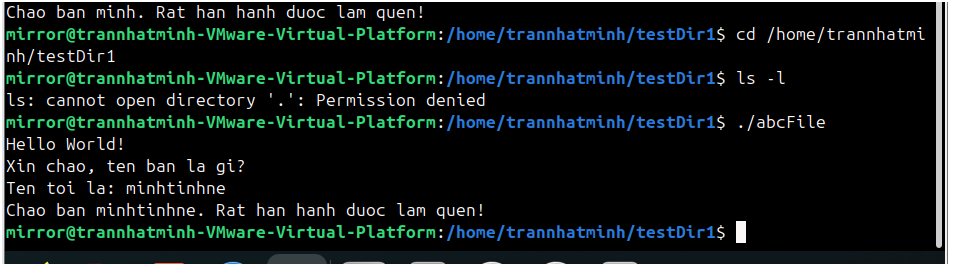 Chao ban minh. Rat han hanh duoc lam quen!
mirror@trannhatminh-VMware-Virtual-Platform:/home/trannhatminh/testDir1$ cd /home/trannhatmi
nh/testDir1
mirror@trannhatminh-VMware-Virtual-Platform:/home/trannhatminh/testDir1$ ls -l
ls: cannot open directory '.': Permission denied
mirror@trannhatminh-VMware-Virtual-Platform:/home/trannhatminh/testDir1$ ./abcFile
Hello World!
Xin chao, ten ban la gi?
Ten toi la: minhtinhne
Chao ban minhtinhne. Rat han hanh duoc lam quen!
mirror@trannhatminh-VMware-Virtual-Platform:/home/trannhatminh/testDir1$